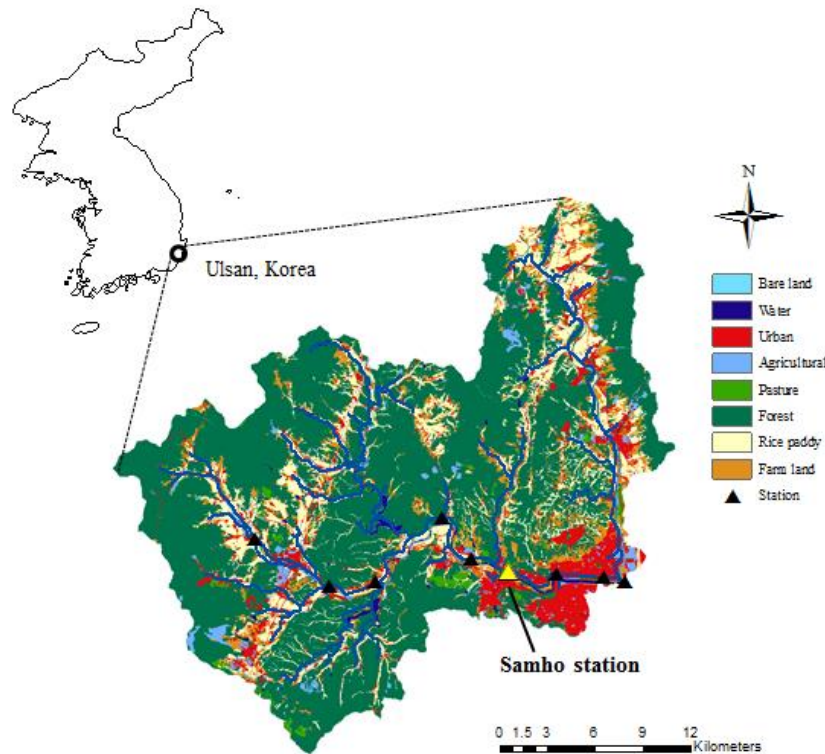 N
Ulsan, Korea
Bare land
Water
Urban
Agricultural
Pasture
Forest
Rice paddy
Farm land
Station
Samho station
0 1.5 3 6 9 12
Kilometers